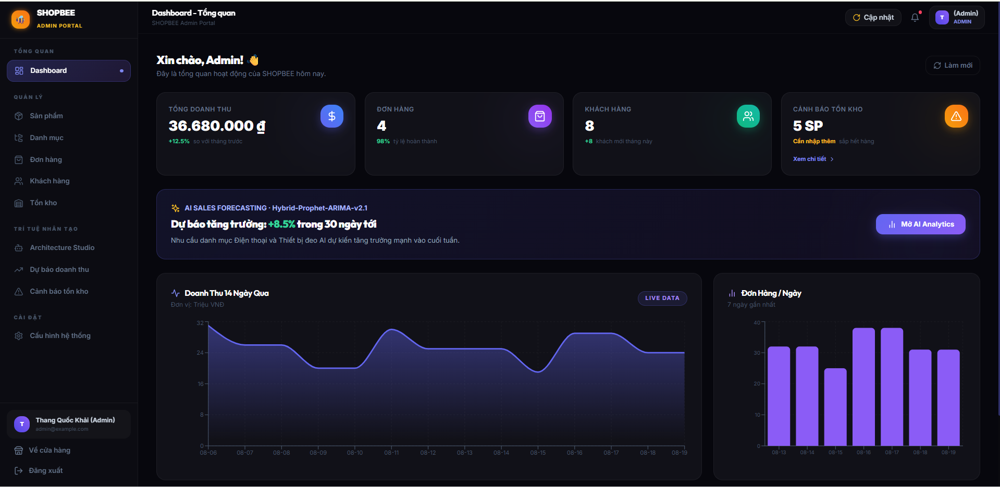 SHOPBEE
ADMIN PORTAL
TỔNG QUAN
Dashboard
QUẢN LÝ
Sản phẩm
Danh mục
Đơn hàng
Khách hàng
Tồn kho
TRÍ TUỆ NHÂN TẠO
Architecture Studio
Dự báo doanh thu
Cảnh báo tồn kho
CÀI ĐẶT
Cấu hình hệ thống
T
Thang Quốc Khải (Admin)
admin@example.com
Về cửa hàng
Đăng xuất
Dashboard - Tổng quan
SHOPBEE Admin Portal
Cập nhật
T
(Admin)
ADMIN
Xin chào, Admin! 👋
Đây là tổng quan hoạt động của SHOPBEE hôm nay.
Làm mới
TỔNG DOANH THU
36.680.000 ₫
+12.5% so với tháng trước
ĐƠN HÀNG
4
98% tỷ lệ hoàn thành
KHÁCH HÀNG
8
+8 khách mới tháng này
CẢNH BÁO TỒN KHO
5 SP
Cần nhập thêm sắp hết hàng
Xem chi tiết
AI SALES FORECASTING · Hybrid-Prophet-ARIMA-v2.1
Dự báo tăng trưởng: +8.5% trong 30 ngày tới
Nhu cầu danh mục Điện thoại và Thiết bị đeo AI dự kiến tăng trưởng mạnh vào cuối tuần.
Mở AI Analytics
Doanh Thu 14 Ngày Qua
Đơn vị: Triệu VNĐ
LIVE DATA
32
24
16
8
0
08-06 08-07 08-08 08-09 08-10 08-11 08-12 08-13 08-14 08-15 08-16 08-17 08-18 08-19
Đơn Hàng / Ngày
7 ngày gần nhất
40
30
20
10
0
08-13 08-14 08-15 08-16 08-17 08-18 08-19